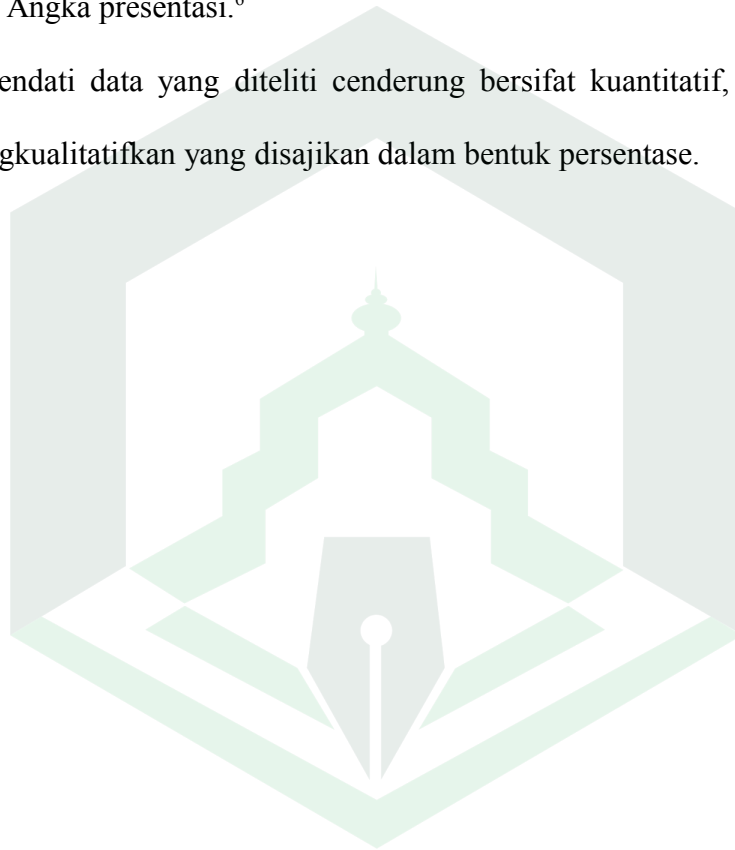 Angka presentasi.⁶
endati data yang diteliti cenderung bersifat kuantitatif,
gkualitatifkan yang disajikan dalam bentuk persentase.